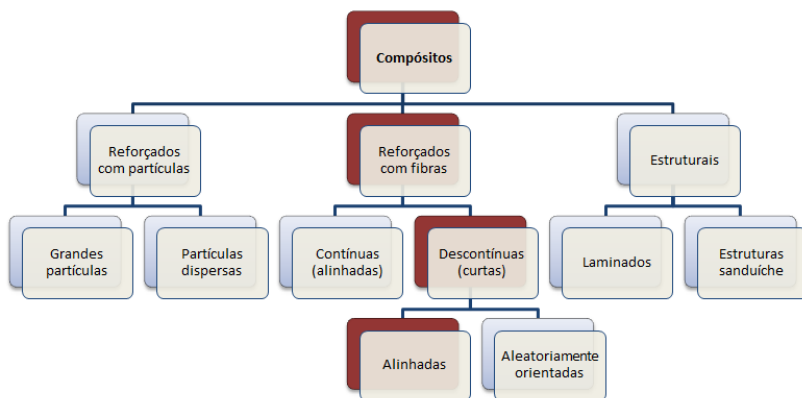 Compósitos
Reforçados
com partículas
Reforçados
com fibras
Estruturais
Grandes
partículas
Partículas
dispersas
Contínuas
(alinhadas)
Descontínuas
(curtas)
Laminados
Estruturas
sanduíche
Alinhadas
Aleatoriamente
orientadas